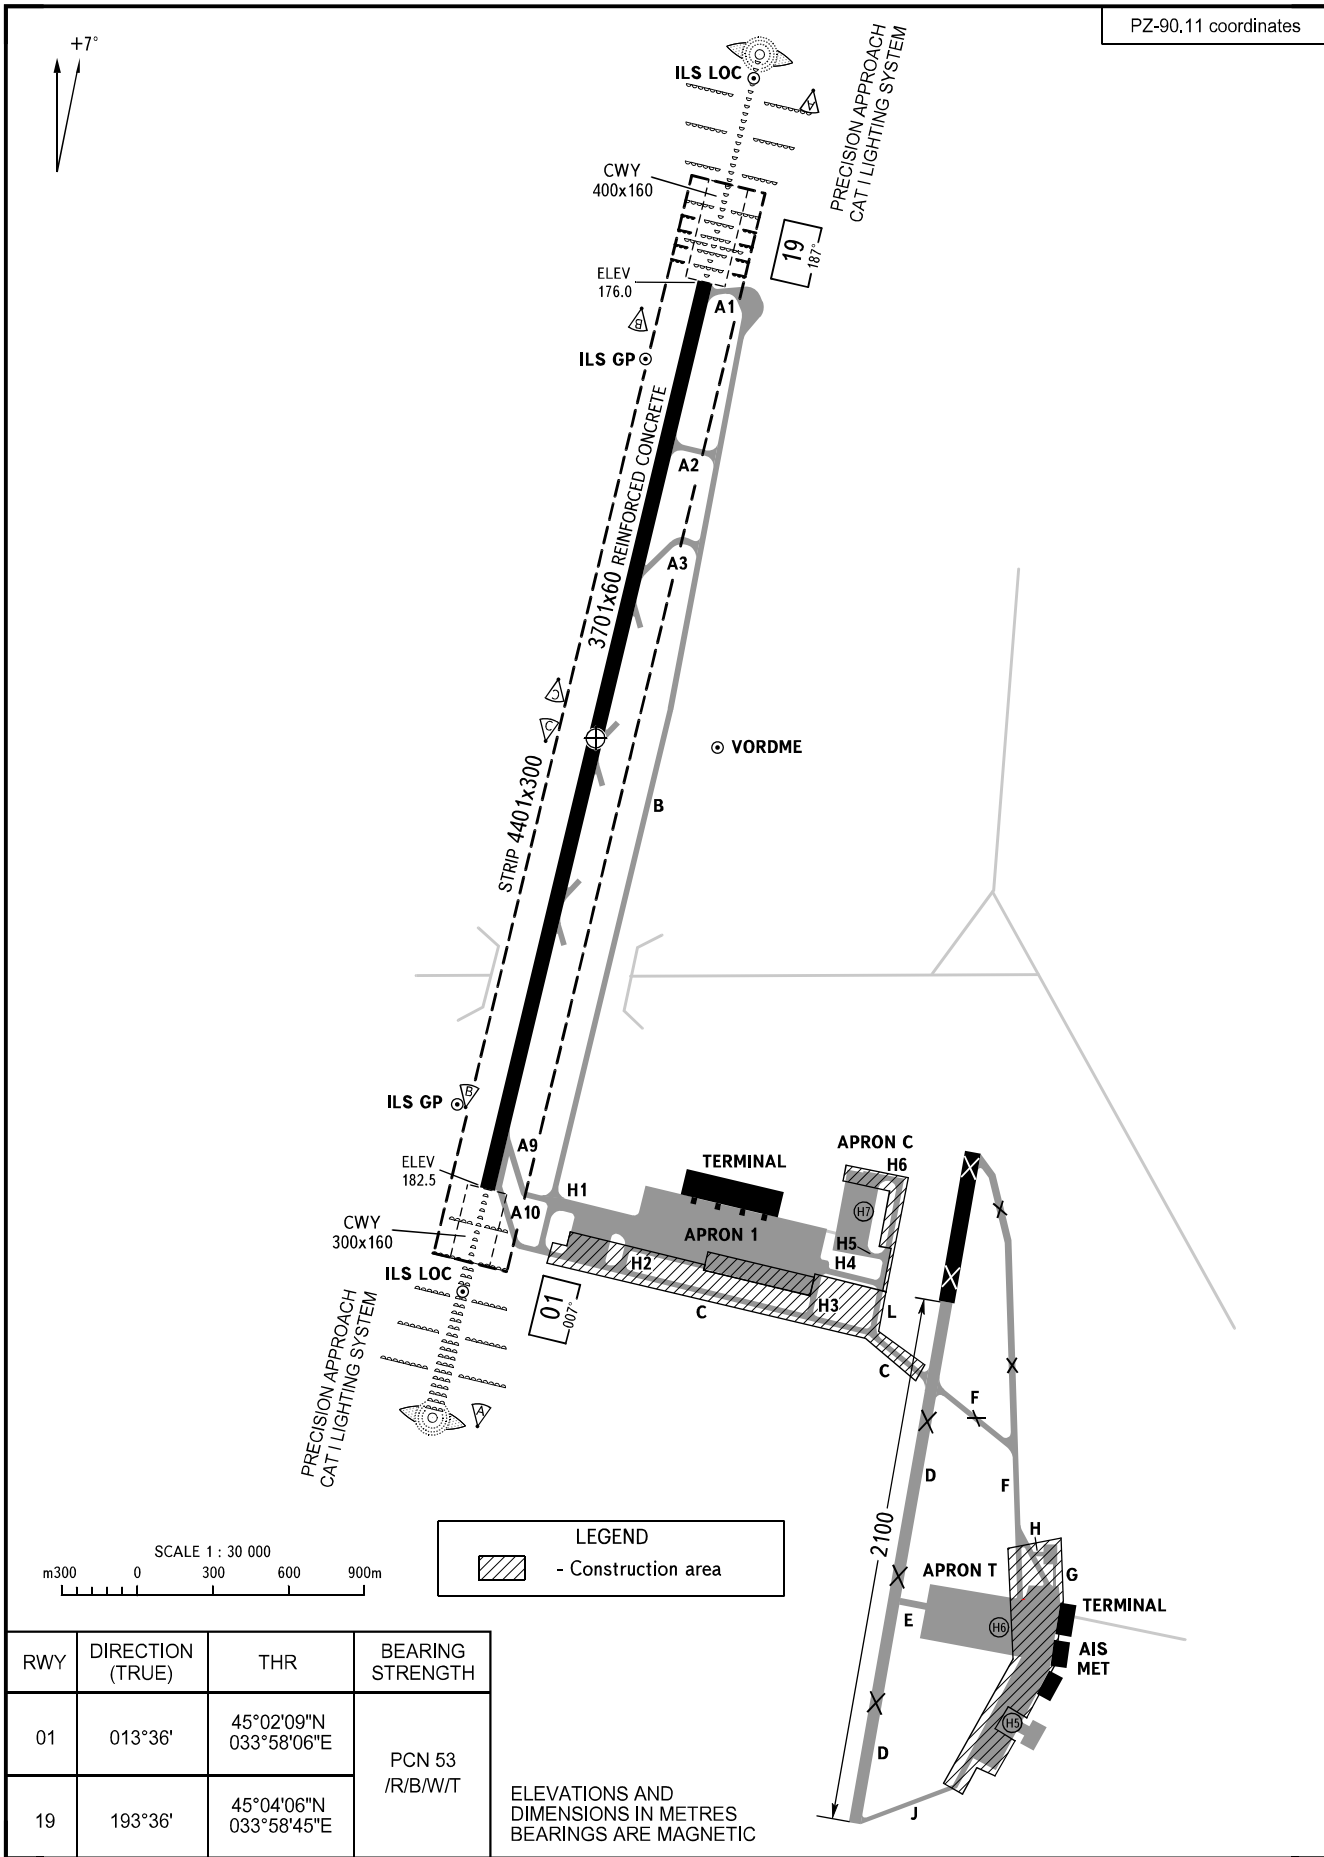 PZ-90.11 coordinates
+7°
ILS LOC
PRECISION APPROACH
CAT I LIGHTING SYSTEM
A
CWY
400x160
19
187°
ELEV
176.0
A1
B
ILS GP
3701x60 REINFORCED CONCRETE
A2
A3
C
C
VORDME
STRIP 4401x300
B
ILS GP
B
A9
ELEV
182.5
H1
A10
CWY
300x160
TERMINAL
APRON C
H6
H7
APRON 1
H5
H4
H2
H3
C
L
C
ILS LOC
01
007°
PRECISION APPROACH
CAT I LIGHTING SYSTEM
A
F
D
F
2100
H
G
APRON T
E
H6
TERMINAL
AIS
MET
H5
D
J
LEGEND
- Construction area
SCALE 1 : 30 000
m300 0 300 600 900m
RWY DIRECTION (TRUE) THR BEARING STRENGTH
01 013°36' 45°02'09"N 033°58'06"E
PCN 53 /R/B/W/T
19 193°36' 45°04'06"N 033°58'45"E
ELEVATIONS AND
DIMENSIONS IN METRES
BEARINGS ARE MAGNETIC